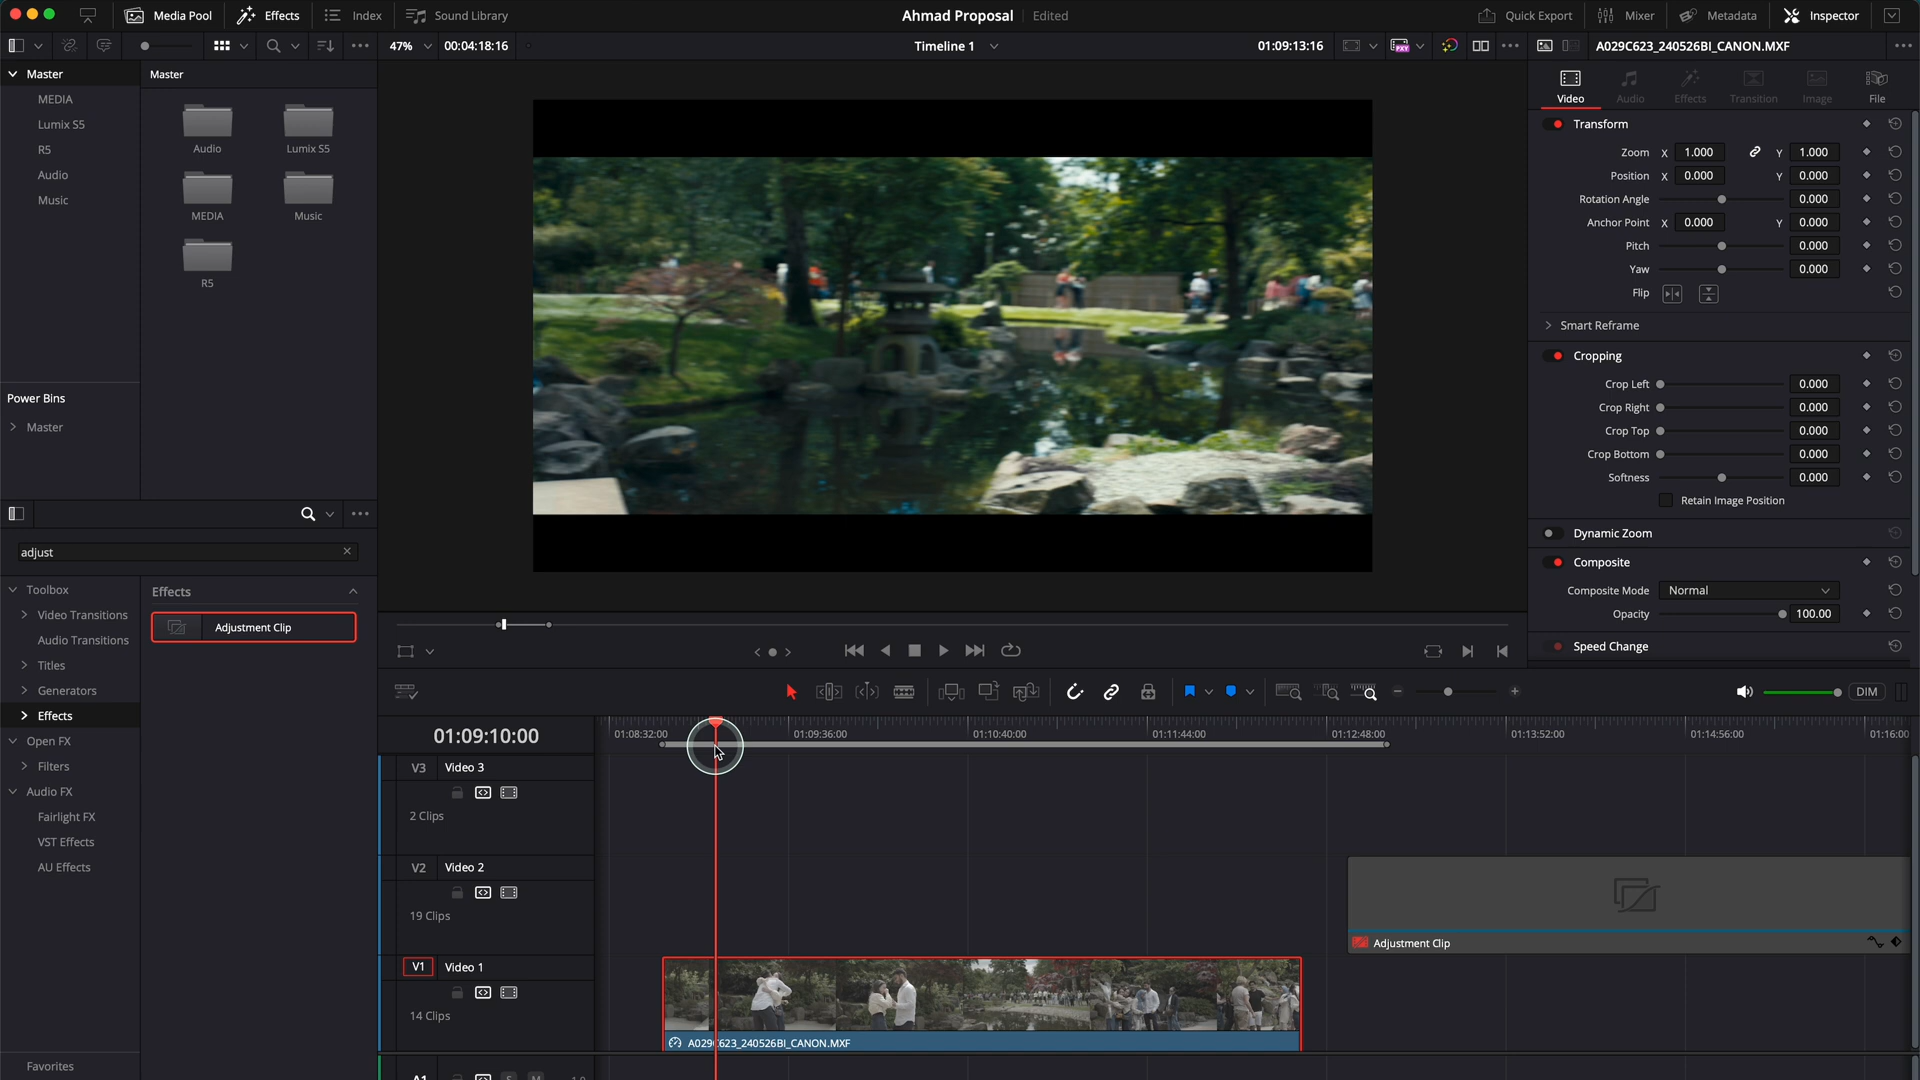 Media Pool
Effects
Index
Sound Library
Ahmad Proposal
Edited
Quick Export
Mixer
Metadata
Inspector
47%
00:04:18:16
Timeline 1
01:09:13:16
A029C623_240526BI_CANON.MXF
Master
MEDIA
Lumix S5
R5
Audio
Music
Power Bins
Master
Master
Audio
Lumix S5
MEDIA
Music
R5
Video
Audio
Effects
Transition
Image
File
Transform
Zoom X 1.000 Y 1.000
Position X 0.000 Y 0.000
Rotation Angle 0.000
Anchor Point X 0.000 Y 0.000
Pitch 0.000
Yaw 0.000
Flip
Smart Reframe
Cropping
Crop Left 0.000
Crop Right 0.000
Crop Top 0.000
Crop Bottom 0.000
Softness 0.000
Retain Image Position
Dynamic Zoom
Composite
Composite Mode Normal
Opacity 100.00
Speed Change
adjust
Toolbox
Video Transitions
Audio Transitions
Titles
Generators
Effects
Open FX
Filters
Audio FX
Fairlight FX
VST Effects
AU Effects
Favorites
Effects
Adjustment Clip
DIM
01:09:10:00
01:08:32:00
01:09:36:00
01:10:40:00
01:11:44:00
01:12:48:00
01:13:52:00
01:14:56:00
01:16:00
V3 Video 3
2 Clips
V2 Video 2
19 Clips
Adjustment Clip
V1 Video 1
14 Clips
A029C623_240526BI_CANON.MXF
A1
S
M
1.0